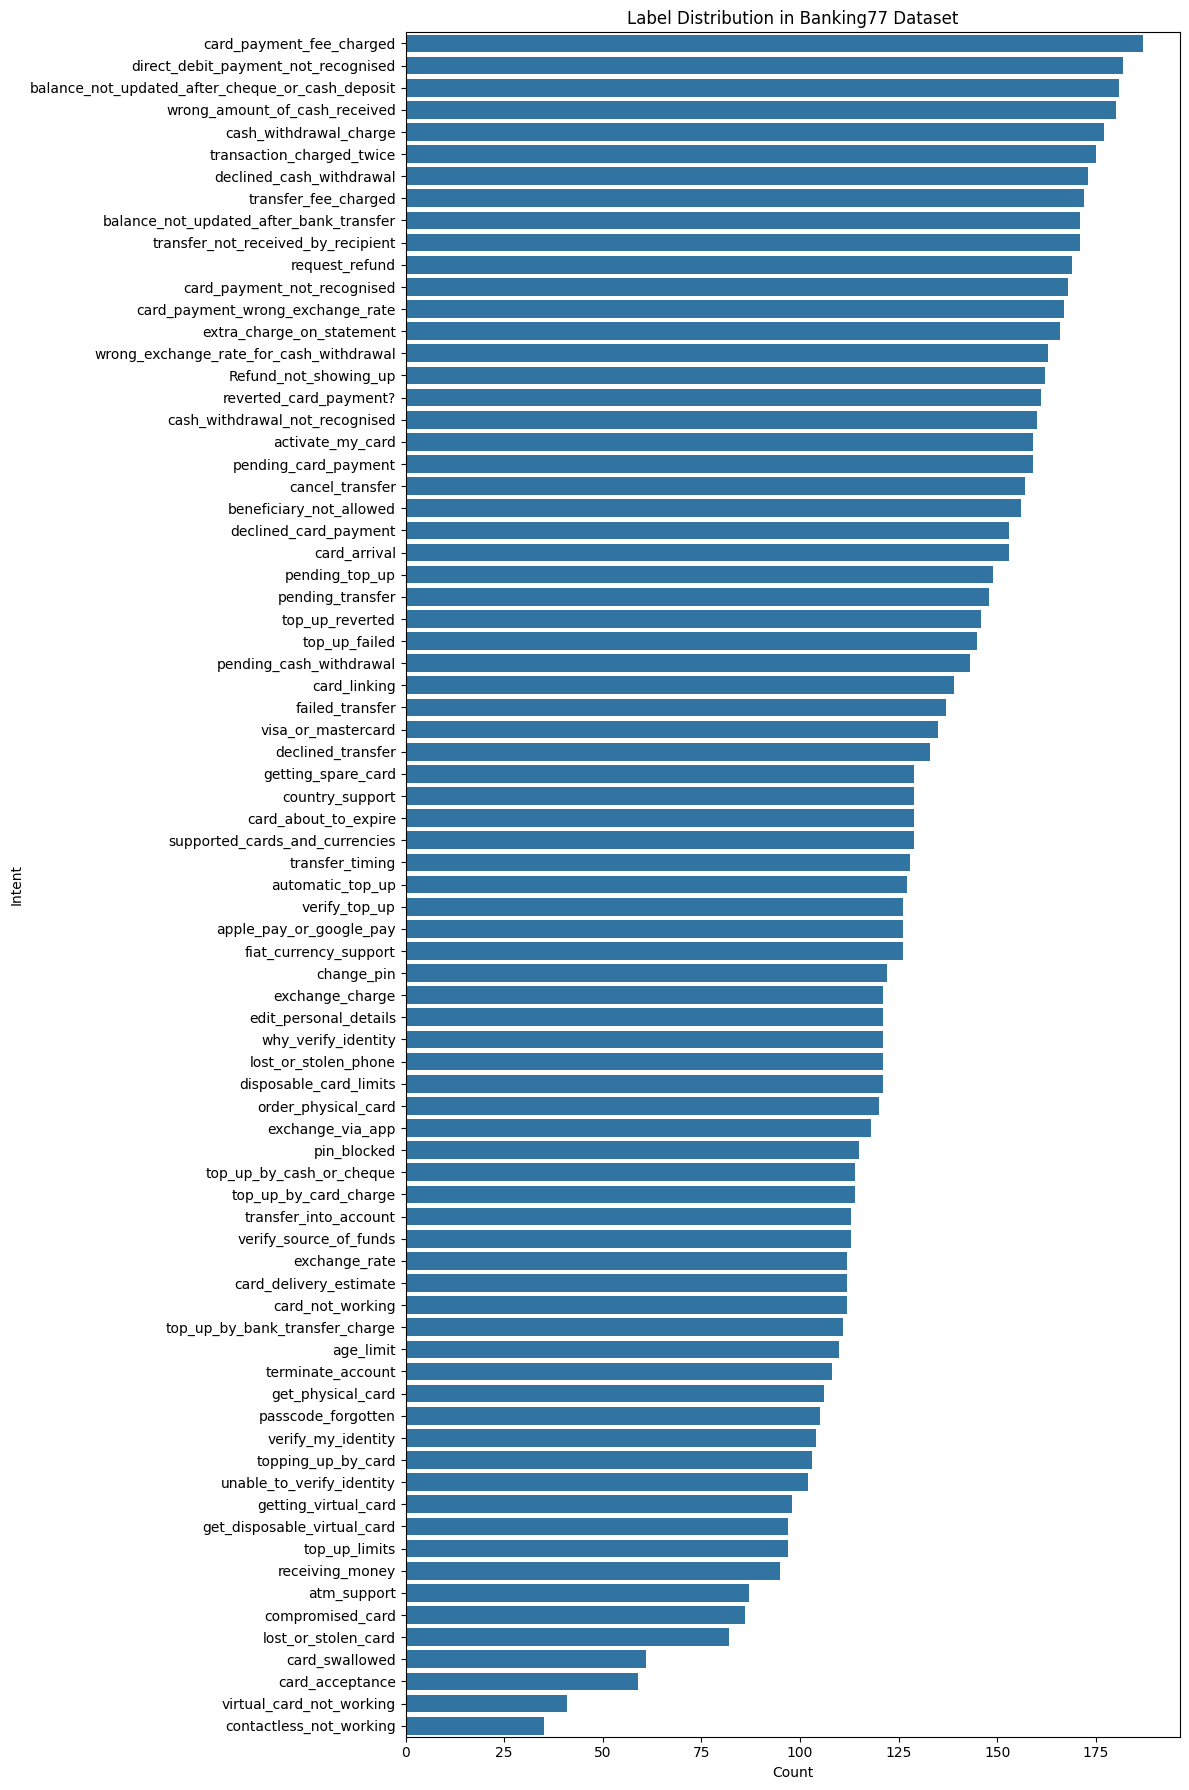 Label Distribution in Banking77 Dataset
card_payment_fee_charged
direct_debit_payment_not_recognised
balance_not_updated_after_cheque_or_cash_deposit
wrong_amount_of_cash_received
cash_withdrawal_charge
transaction_charged_twice
declined_cash_withdrawal
transfer_fee_charged
balance_not_updated_after_bank_transfer
transfer_not_received_by_recipient
request_refund
card_payment_not_recognised
card_payment_wrong_exchange_rate
extra_charge_on_statement
wrong_exchange_rate_for_cash_withdrawal
Refund_not_showing_up
reverted_card_payment?
cash_withdrawal_not_recognised
activate_my_card
pending_card_payment
cancel_transfer
beneficiary_not_allowed
declined_card_payment
card_arrival
pending_top_up
pending_transfer
top_up_reverted
top_up_failed
pending_cash_withdrawal
card_linking
failed_transfer
visa_or_mastercard
declined_transfer
getting_spare_card
country_support
card_about_to_expire
supported_cards_and_currencies
transfer_timing
automatic_top_up
verify_top_up
apple_pay_or_google_pay
fiat_currency_support
change_pin
exchange_charge
edit_personal_details
why_verify_identity
lost_or_stolen_phone
disposable_card_limits
order_physical_card
exchange_via_app
pin_blocked
top_up_by_cash_or_cheque
top_up_by_card_charge
transfer_into_account
verify_source_of_funds
exchange_rate
card_delivery_estimate
card_not_working
top_up_by_bank_transfer_charge
age_limit
terminate_account
get_physical_card
passcode_forgotten
verify_my_identity
topping_up_by_card
unable_to_verify_identity
getting_virtual_card
get_disposable_virtual_card
top_up_limits
receiving_money
atm_support
compromised_card
lost_or_stolen_card
card_swallowed
card_acceptance
virtual_card_not_working
contactless_not_working
Intent
0 25 50 75 100 125 150 175
Count